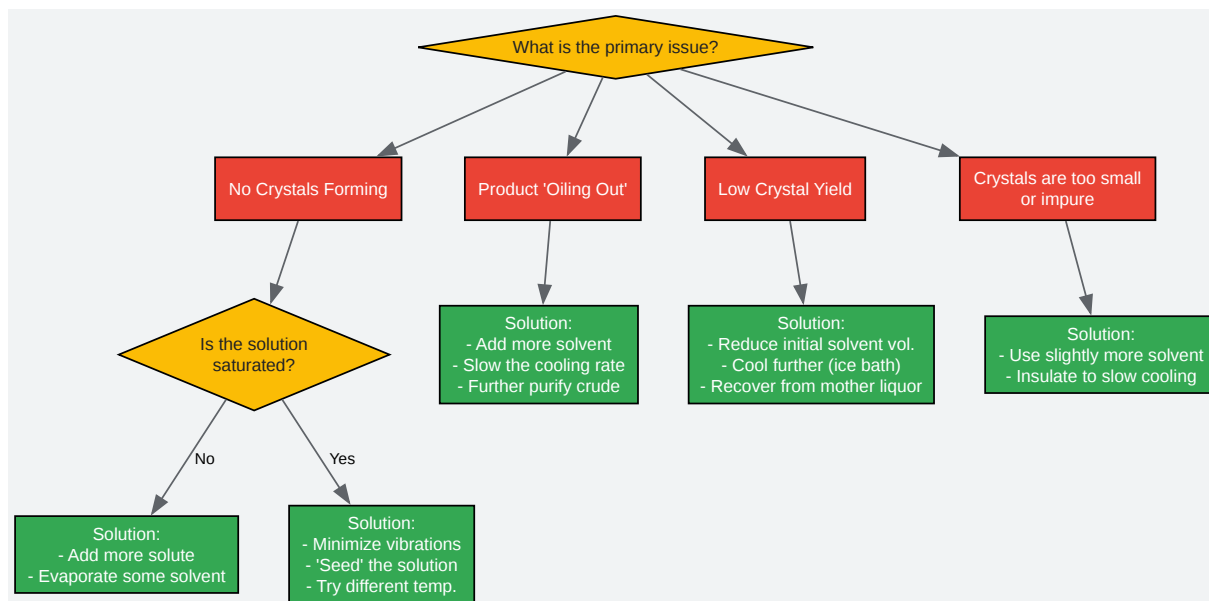 What is the primary issue?
No Crystals Forming
Product 'Oiling Out'
Low Crystal Yield
Crystals are too small
or impure
Is the solution
saturated?
Solution:
- Add more solvent
- Slow the cooling rate
- Further purify crude
Solution:
- Reduce initial solvent vol.
- Cool further (ice bath)
- Recover from mother liquor
Solution:
- Use slightly more solvent
- Insulate to slow cooling
No
Yes
Solution:
- Add more solute
- Evaporate some solvent
Solution:
- Minimize vibrations
- 'Seed' the solution
- Try different temp.